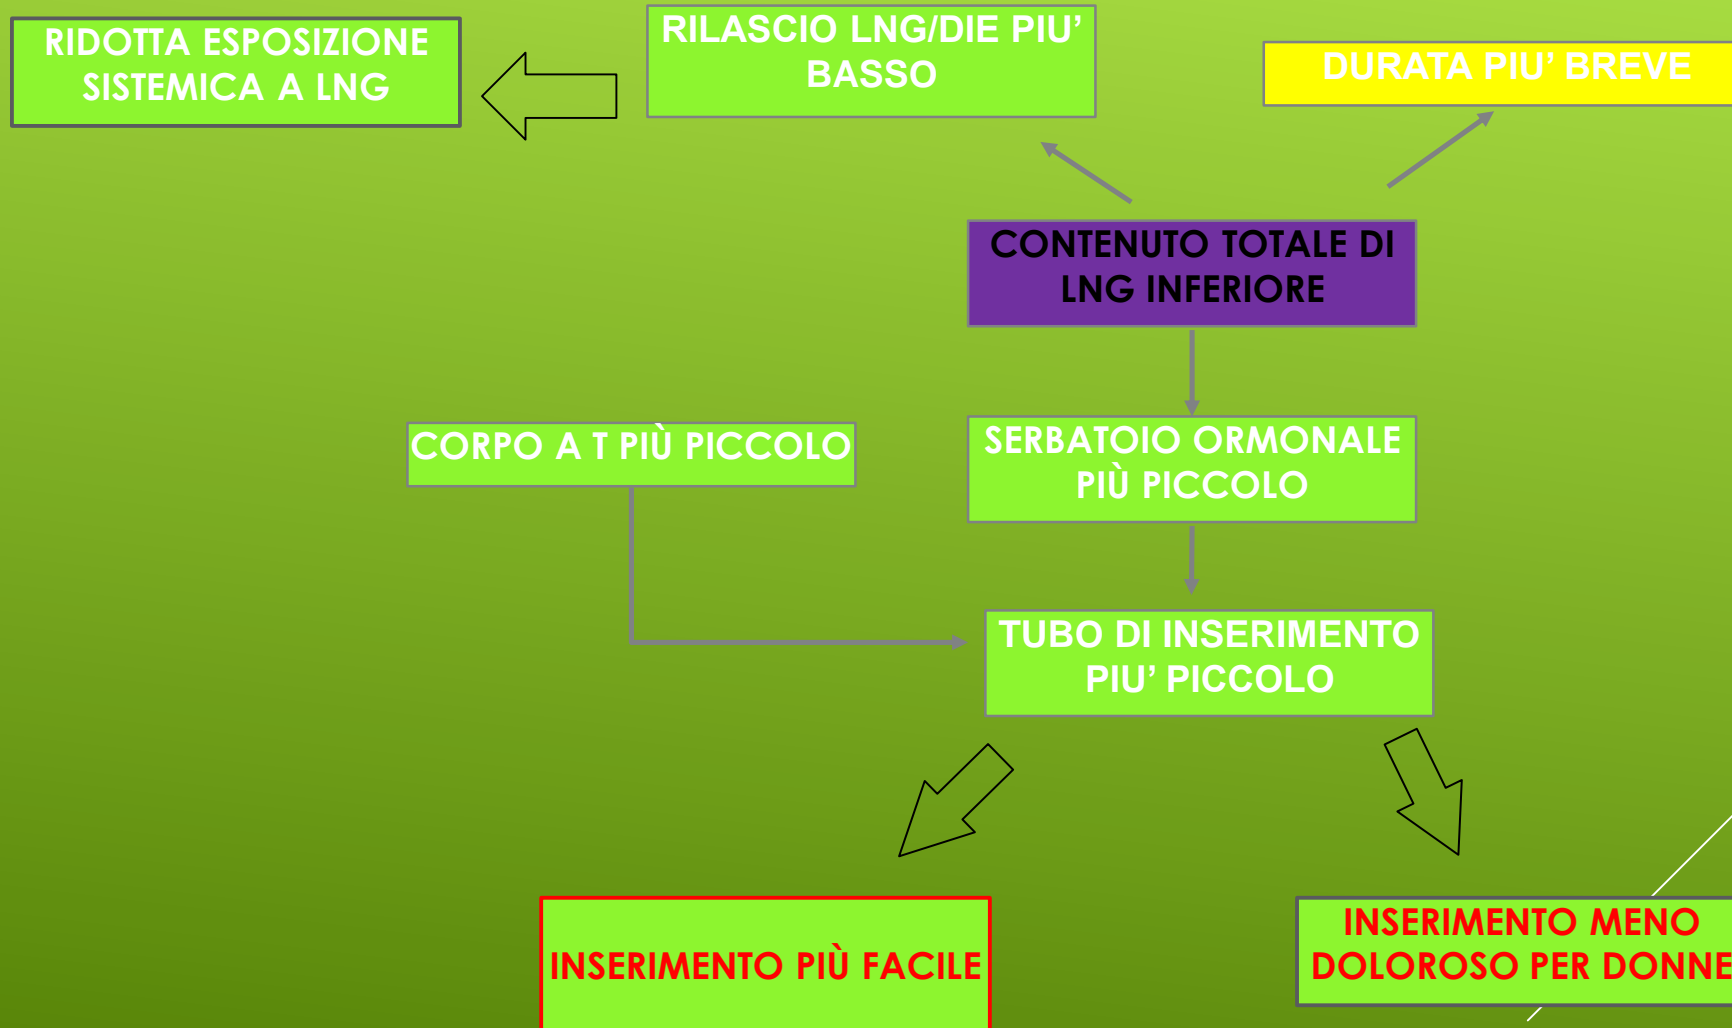 RIDOTTA ESPOSIZIONE
SISTEMICA A LNG
RILASCIO LNG/DIE PIU’
BASSO
DURATA PIU’ BREVE
CONTENUTO TOTALE DI
LNG INFERIORE
CORPO A T PIÙ PICCOLO
SERBATOIO ORMONALE
PIÙ PICCOLO
TUBO DI INSERIMENTO
PIU’ PICCOLO
INSERIMENTO PIÙ FACILE
INSERIMENTO MENO
DOLOROSO PER DONNE